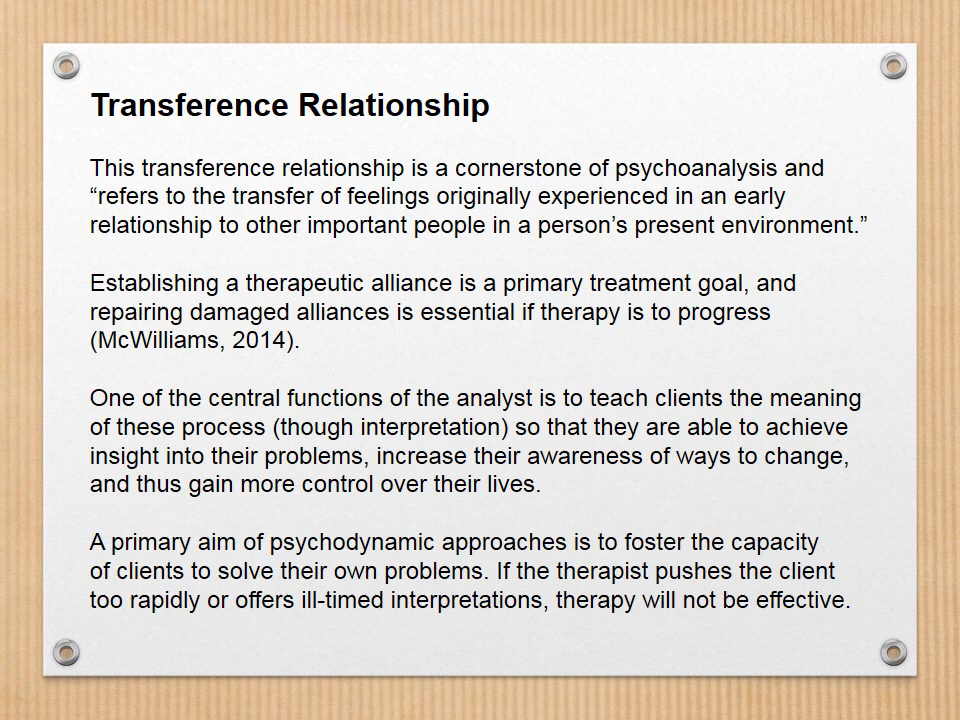 Transference Relationship
This transference relationship is a cornerstone of psychoanalysis and
“refers to the transfer of feelings originally experienced in an early
relationship to other important people in a person’s present environment.”
Establishing a therapeutic alliance is a primary treatment goal, and
repairing damaged alliances is essential if therapy is to progress
(McWilliams, 2014).
One of the central functions of the analyst is to teach clients the meaning
of these process (though interpretation) so that they are able to achieve
insight into their problems, increase their awareness of ways to change,
and thus gain more control over their lives.
A primary aim of psychodynamic approaches is to foster the capacity
of clients to solve their own problems. If the therapist pushes the client
too rapidly or offers ill-timed interpretations, therapy will not be effective.